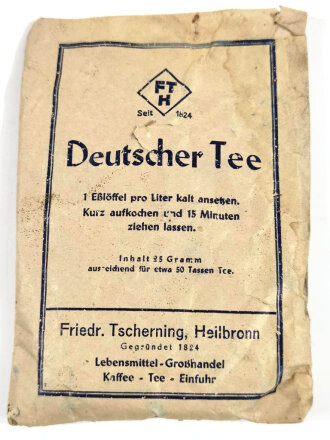 FT
H
Seit 1824
Deutscher Tee
1 Eßlöffel pro Liter kalt ansetzen.
Kurz aufkochen und 15 Minuten
ziehen lassen.
Inhalt 25 Gramm
ausreichend für etwa 50 Tassen Tee.
Friedr. Tscherning, Heilbronn
Gegründet 1824
Lebensmittel-Großhandel
Kaffee - Tee - Einfuhr